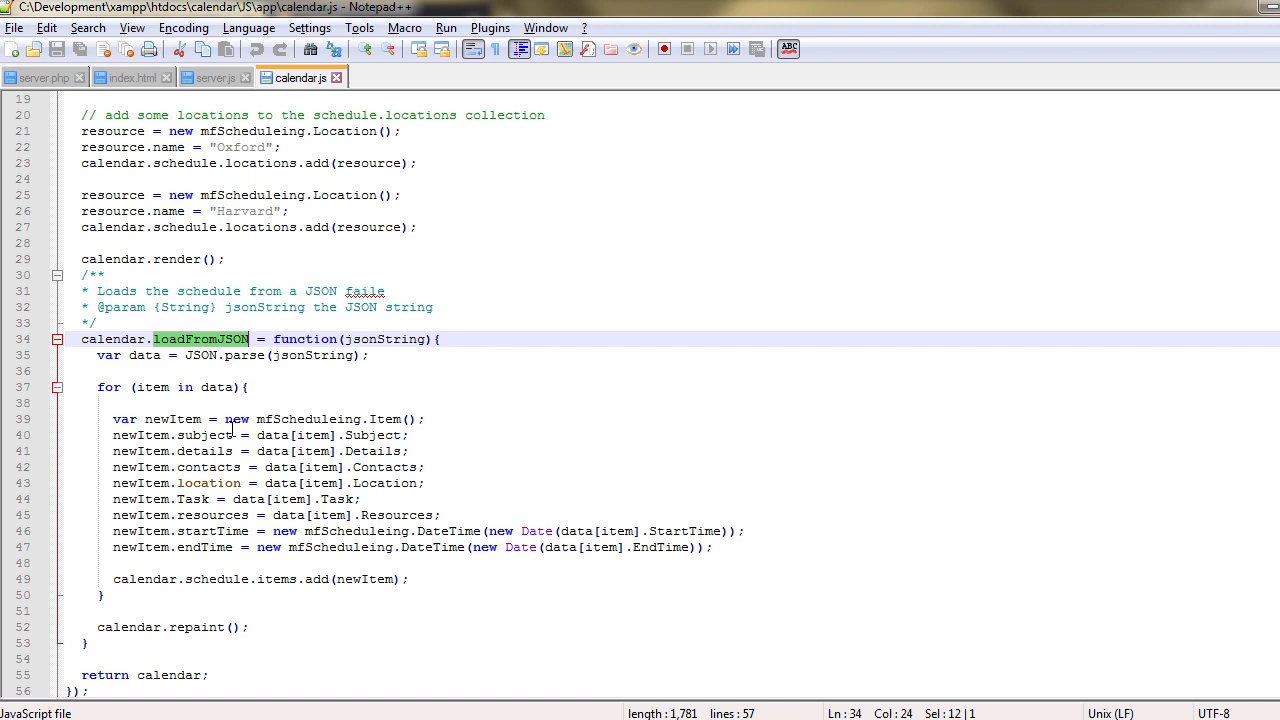 C:\Development\xampp\htdocs\calendar\JS\app\calendar.js - Notepad++
File Edit Search View Encoding Language Settings Tools Macro Run Plugins Window ?
ABC
server.php index.html server.js calendar.js
19
20 // add some locations to the schedule.locations collection
21 resource = new mfScheduleing.Location();
22 resource.name = "Oxford";
23 calendar.schedule.locations.add(resource);
24
25 resource = new mfScheduleing.Location();
26 resource.name = "Harvard";
27 calendar.schedule.locations.add(resource);
28
29 calendar.render();
30 /**
31 * Loads the schedule from a JSON faile
32 * @param {String} jsonString the JSON string
33 */
34 calendar.loadFromJSON = function(jsonString){
35 var data = JSON.parse(jsonString);
36
37 for (item in data){
38
39 var newItem = new mfScheduleing.Item();
40 newItem.subject = data[item].Subject;
41 newItem.details = data[item].Details;
42 newItem.contacts = data[item].Contacts;
43 newItem.location = data[item].Location;
44 newItem.Task = data[item].Task;
45 newItem.resources = data[item].Resources;
46 newItem.startTime = new mfScheduleing.DateTime(new Date(data[item].StartTime));
47 newItem.endTime = new mfScheduleing.DateTime(new Date(data[item].EndTime));
48
49 calendar.schedule.items.add(newItem);
50 }
51
52 calendar.repaint();
53 }
54
55 return calendar;
56 });
JavaScript file length : 1,781 lines : 57 Ln : 34 Col : 24 Sel : 12 | 1 Unix (LF) UTF-8